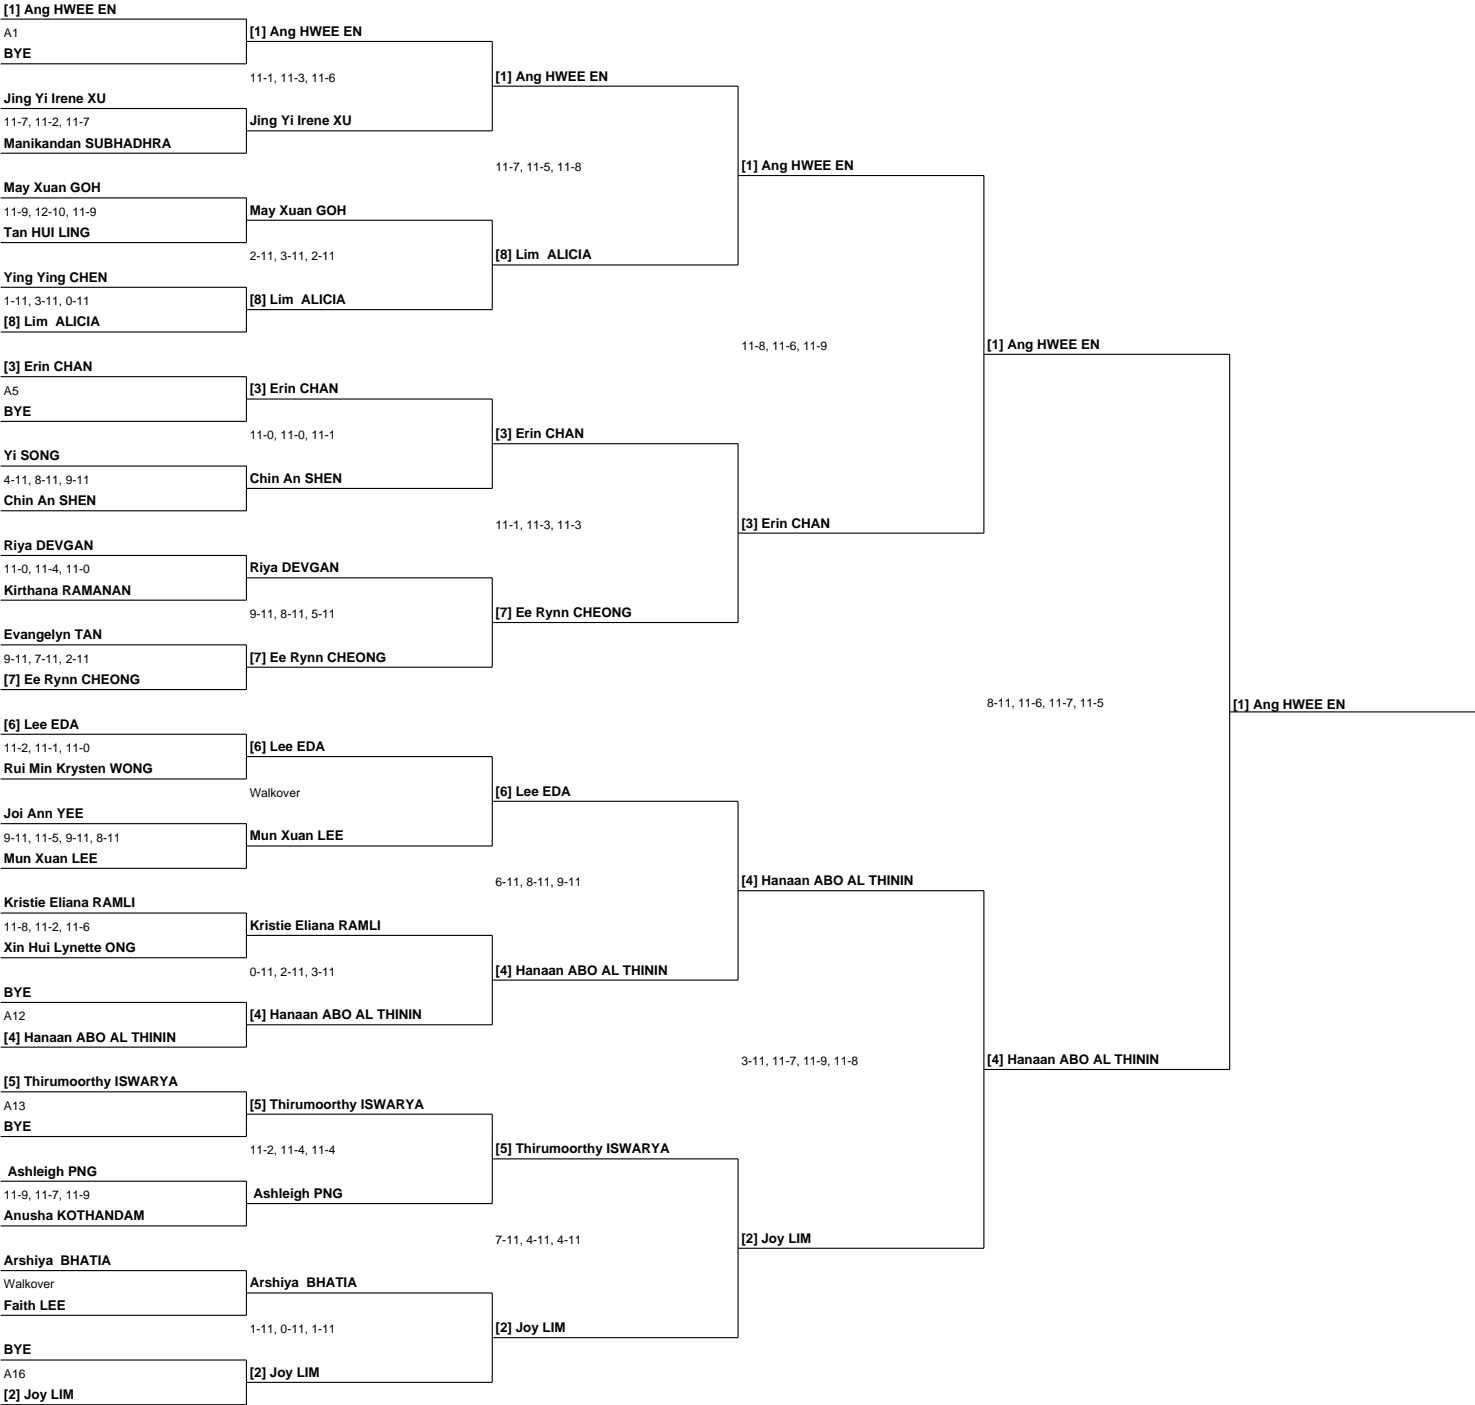 [1] Ang HWEE EN
A1
BYE
Jing Yi Irene XU
11-7, 11-2, 11-7
Manikandan SUBHADHRA
May Xuan GOH
11-9, 12-10, 11-9
Tan HUI LING
Ying Ying CHEN
1-11, 3-11, 0-11
[8] Lim  ALICIA
[3] Erin CHAN
A5
BYE
Yi SONG
4-11, 8-11, 9-11
Chin An SHEN
Riya DEVGAN
11-0, 11-4, 11-0
Kirthana RAMANAN
Evangelyn TAN
9-11, 7-11, 2-11
[7] Ee Rynn CHEONG
[6] Lee EDA
11-2, 11-1, 11-0
Rui Min Krysten WONG
Joi Ann YEE
9-11, 11-5, 9-11, 8-11
Mun Xuan LEE
Kristie Eliana RAMLI
11-8, 11-2, 11-6
Xin Hui Lynette ONG
BYE
A12
[4] Hanaan ABO AL THININ
[5] Thirumoorthy ISWARYA
A13
BYE
Ashleigh PNG
11-9, 11-7, 11-9
Anusha KOTHANDAM
Arshiya  BHATIA
Walkover
Faith LEE
BYE
A16
[2] Joy LIM
[1] Ang HWEE EN
11-1, 11-3, 11-6
Jing Yi Irene XU
May Xuan GOH
2-11, 3-11, 2-11
[8] Lim  ALICIA
[3] Erin CHAN
11-0, 11-0, 11-1
Chin An SHEN
Riya DEVGAN
9-11, 8-11, 5-11
[7] Ee Rynn CHEONG
[6] Lee EDA
Walkover
Mun Xuan LEE
Kristie Eliana RAMLI
0-11, 2-11, 3-11
[4] Hanaan ABO AL THININ
[5] Thirumoorthy ISWARYA
11-2, 11-4, 11-4
Ashleigh PNG
Arshiya  BHATIA
1-11, 0-11, 1-11
[2] Joy LIM
[1] Ang HWEE EN
11-7, 11-5, 11-8
[8] Lim  ALICIA
[3] Erin CHAN
11-1, 11-3, 11-3
[7] Ee Rynn CHEONG
[6] Lee EDA
6-11, 8-11, 9-11
[4] Hanaan ABO AL THININ
[5] Thirumoorthy ISWARYA
7-11, 4-11, 4-11
[2] Joy LIM
[1] Ang HWEE EN
11-8, 11-6, 11-9
[3] Erin CHAN
[4] Hanaan ABO AL THININ
3-11, 11-7, 11-9, 11-8
[2] Joy LIM
[1] Ang HWEE EN
8-11, 11-6, 11-7, 11-5
[4] Hanaan ABO AL THININ
[1] Ang HWEE EN